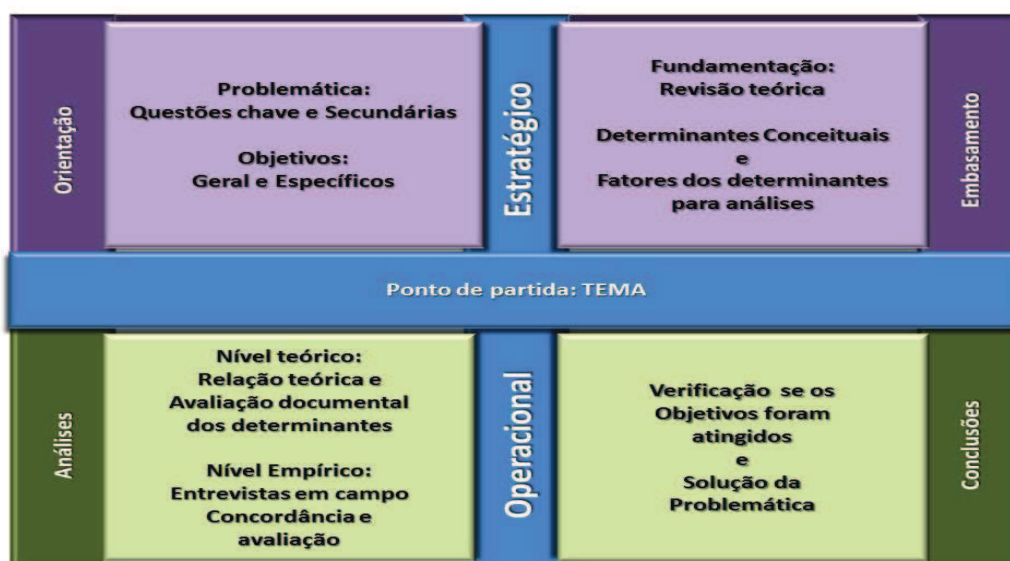 Orientação
Problemática:
Questões chave e Secundárias
Objetivos:
Geral e Específicos
Estratégico
Fundamentação:
Revisão teórica
Determinantes Conceituais
e
Fatores dos determinantes
para análises
Embasamento
Ponto de partida: TEMA
Análises
Nível teórico:
Relação teórica e
Avaliação documental
dos determinantes
Nível Empírico:
Entrevistas em campo
Concordância e
avaliação
Operacional
Verificação se os
Objetivos foram
atingidos
e
Solução da
Problemática
Conclusões